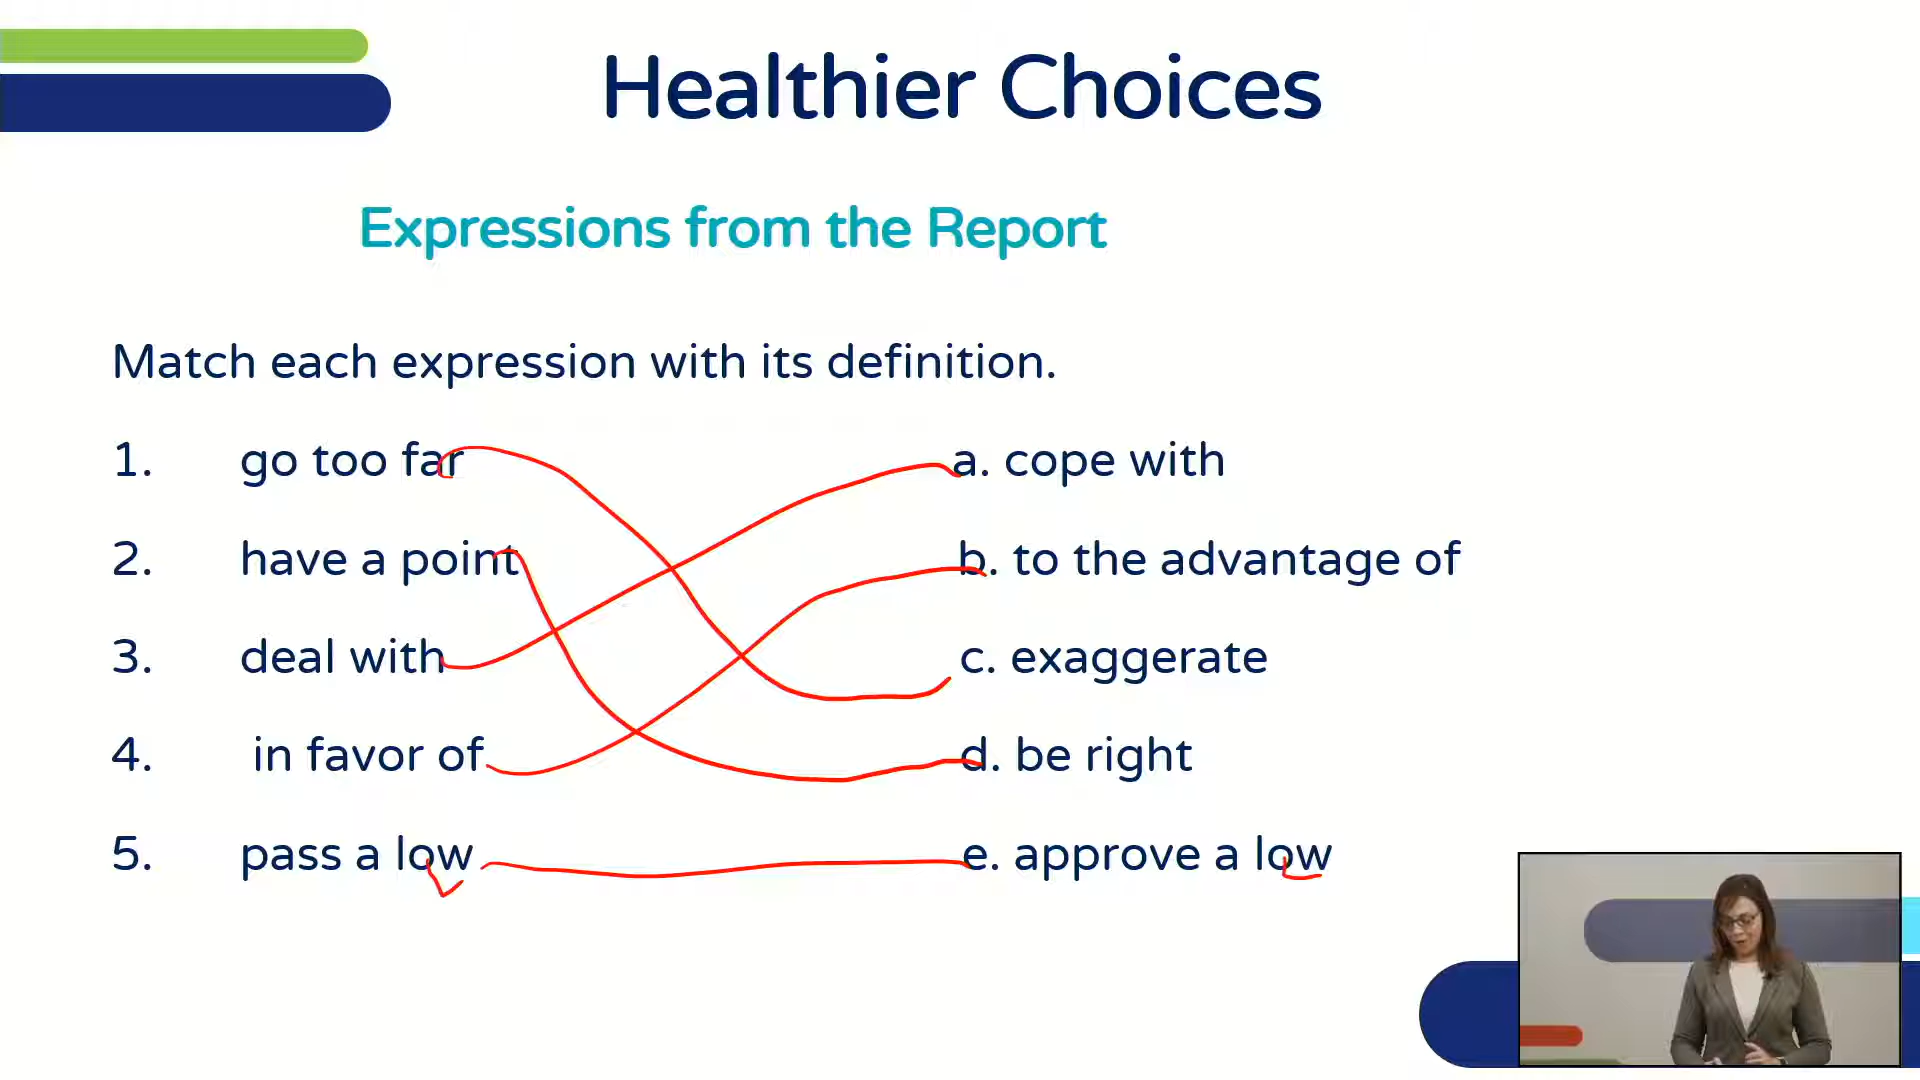 Healthier Choices
Expressions from the Report
Match each expression with its definition.
1. go too far a. cope with
2. have a point b. to the advantage of
3. deal with c. exaggerate
4. in favor of d. be right
5. pass a low e. approve a low